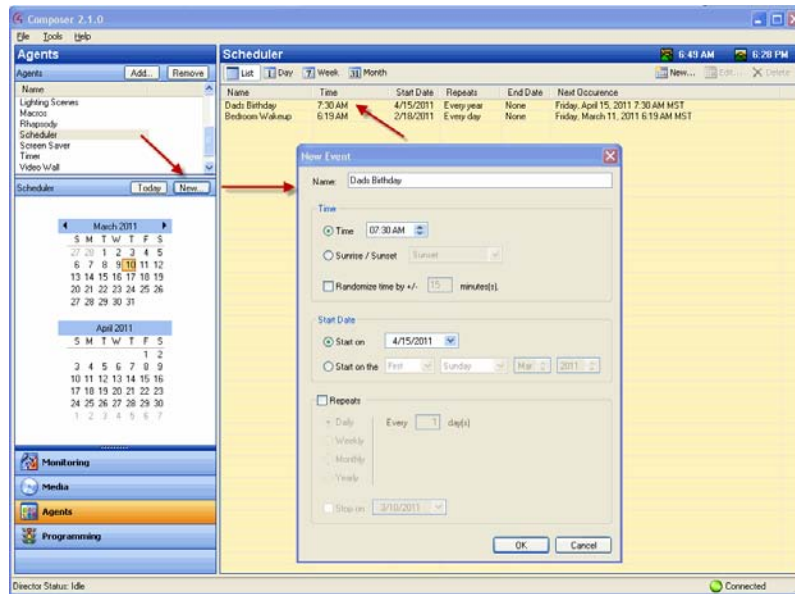 Composer 2.1.0
File Tools Help
Agents
Agents Add... Remove
Name
Lighting Scenes
Macros
Rhapsody
Scheduler
Screen Saver
Timer
Video Wall
Scheduler Today New...
March 2011
S M T W T F S
27 28 1 2 3 4 5
6 7 8 9 10 11 12
13 14 15 16 17 18 19
20 21 22 23 24 25 26
27 28 29 30 31
April 2011
S M T W T F S
1 2
3 4 5 6 7 8 9
10 11 12 13 14 15 16
17 18 19 20 21 22 23
24 25 26 27 28 29 30
1 2 3 4 5 6 7
Monitoring
Media
Agents
Programming
Director Status: Idle
Scheduler 6:49 AM 6:28 PM
List 1 Day 7 Week 31 Month New... Edit... Delete
Name Time Start Date Repeats End Date Next Occurence
Dads Birthday 7:30 AM 4/15/2011 Every year None Friday, April 15, 2011 7:30 AM MST
Bedroom Wakeup 6:19 AM 2/18/2011 Every day None Friday, March 11, 2011 6:19 AM MST
New Event
Name: Dads Birthday
Time
Time 07:30 AM
Sunrise / Sunset Sunset
Randomize time by +/- 15 minutes(s).
Start Date
Start on 4/15/2011
Start on the First Sunday Mar 2011
Repeats
Daily Every 1 day(s)
Weekly
Monthly
Yearly
Stop on 3/10/2011
OK Cancel
Connected